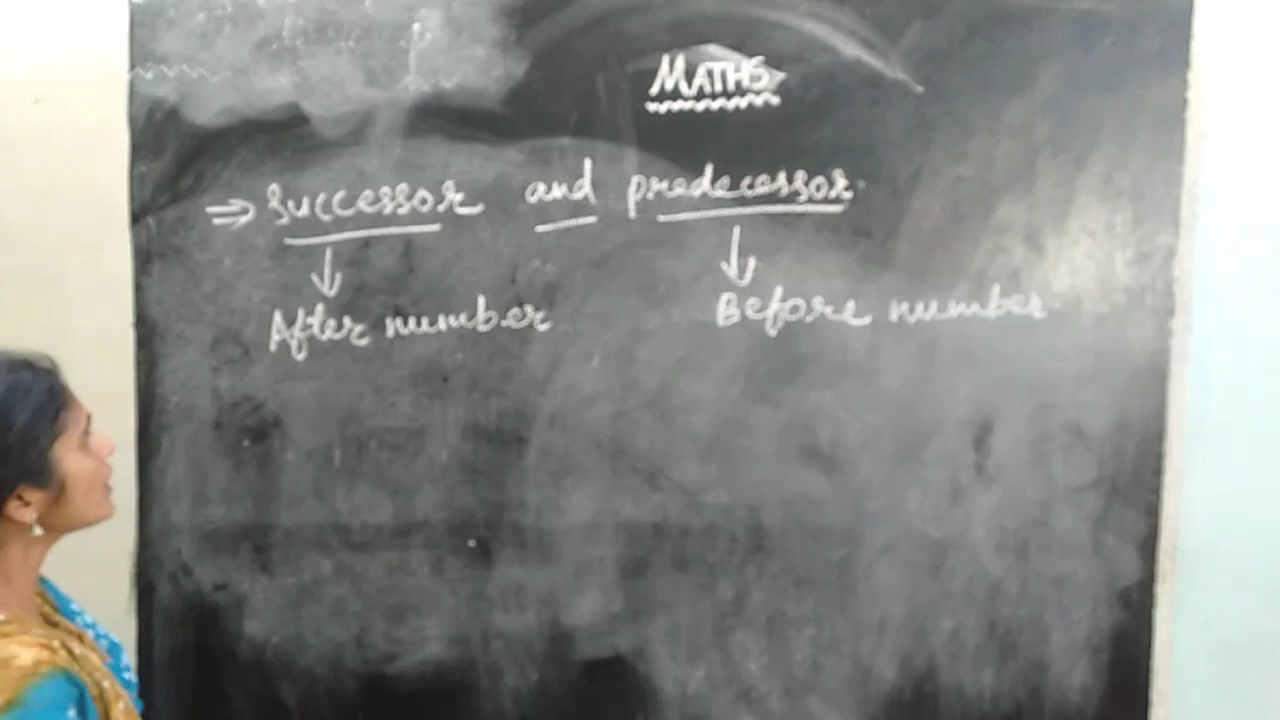 MATHS
⇒ Successor and predecessor.
↓ ↓
After number Before number.